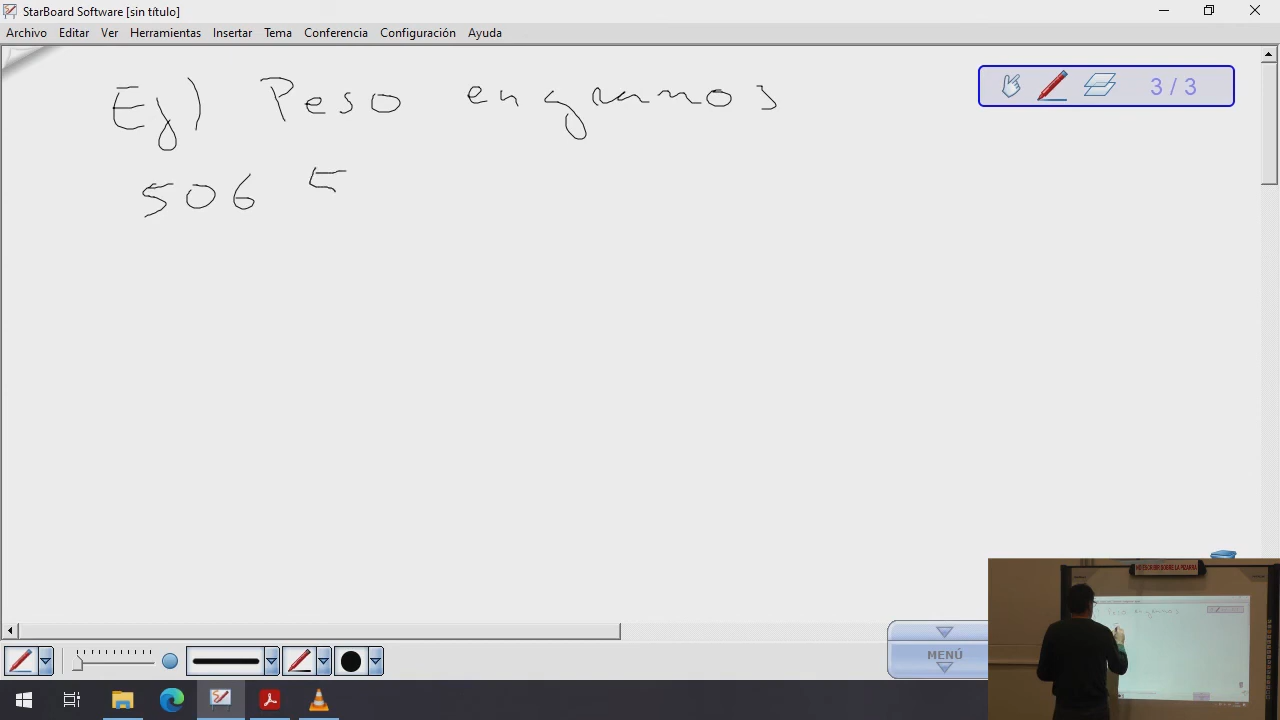 StarBoard Software [sin título]
Archivo Editar Ver Herramientas Insertar Tema Conferencia Configuración Ayuda
3 / 3
Ej) Peso en gramos
506 5
MENÚ